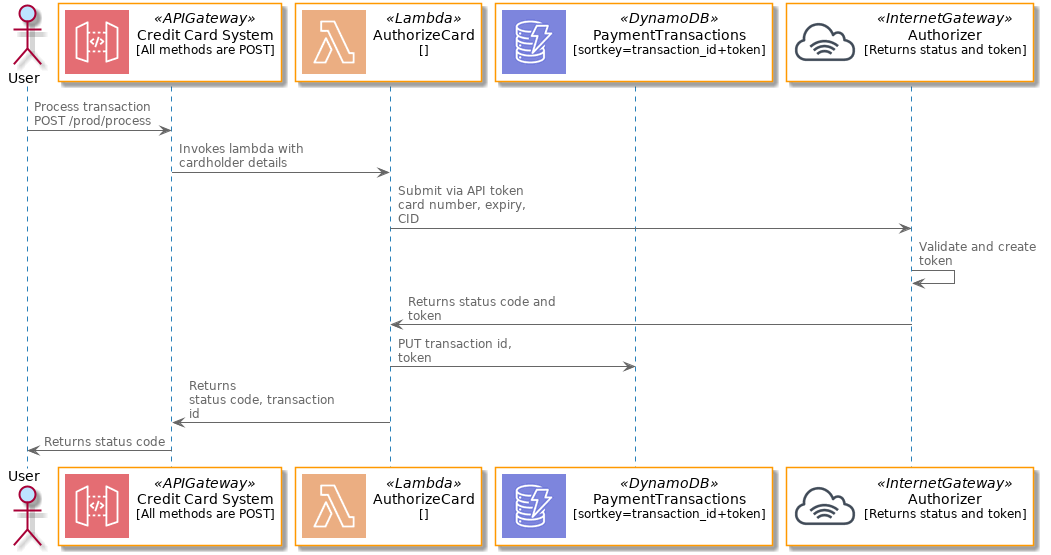 User
«APIGateway»
Credit Card System
[All methods are POST]
«Lambda»
AuthorizeCard
[]
«DynamoDB»
PaymentTransactions
[sortkey=transaction_id+token]
«InternetGateway»
Authorizer
[Returns status and token]
Process transaction
POST /prod/process
Invokes lambda with
cardholder details
Submit via API token
card number, expiry,
CID
Validate and create
token
Returns status code and
token
PUT transaction id,
token
Returns
status code, transaction
id
Returns status code
User
«APIGateway»
Credit Card System
[All methods are POST]
«Lambda»
AuthorizeCard
[]
«DynamoDB»
PaymentTransactions
[sortkey=transaction_id+token]
«InternetGateway»
Authorizer
[Returns status and token]